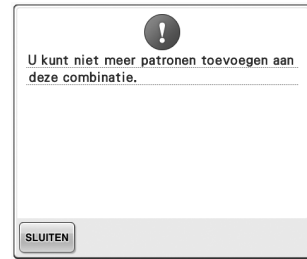 U kunt niet meer patronen toevoegen aan
deze combinatie.
SLUITEN